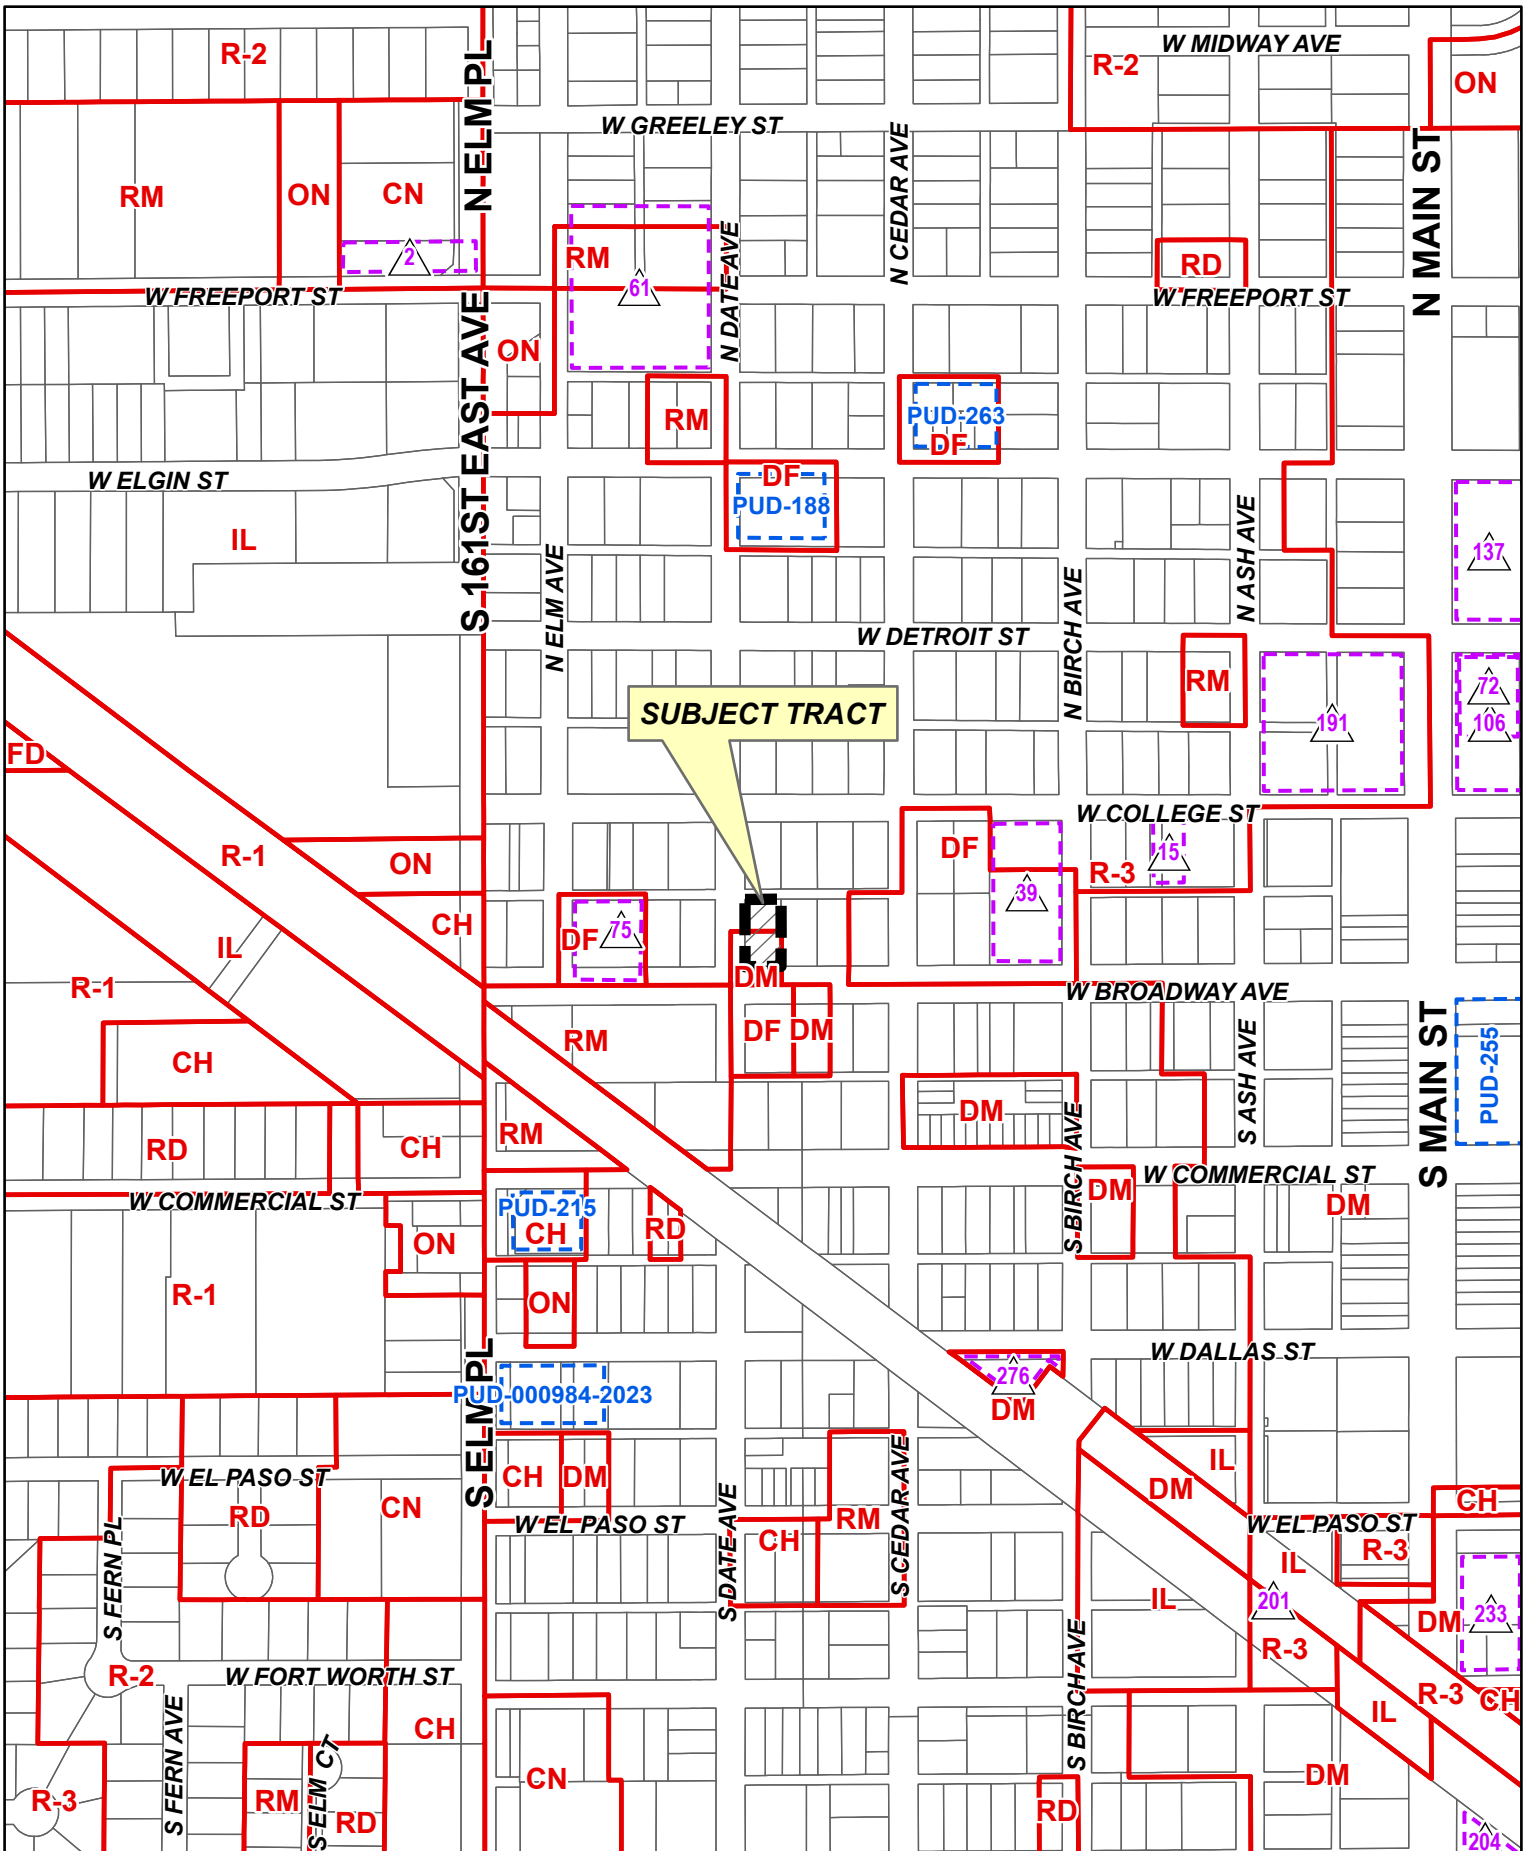 R-2
N ELM PL
W MIDWAY AVE
R-2
ON
W GREELEY ST
N CEDAR AVE
N MAIN ST
RM
ON
CN
2
RM
61
N DATE AVE
RD
W FREEPORT ST
W FREEPORT ST
S 161ST EAST AVE
ON
RM
PUD-263
DF
W ELGIN ST
DF
PUD-188
IL
N ELM AVE
N BIRCH AVE
N ASH AVE
137
W DETROIT ST
RM
191
72
106
SUBJECT TRACT
FD
W COLLEGE ST
R-1
ON
DF
39
R-3
15
CH
DF
75
IL
R-1
DM
W BROADWAY AVE
CH
RM
DF
DM
S ASH AVE
S MAIN ST
PUD-255
RM
DM
RD
CH
S BIRCH AVE
W COMMERCIAL ST
W COMMERCIAL ST
DM
DM
PUD-215
CH
RD
ON
R-1
ON
S ELM PL
W DALLAS ST
276
DM
PUD-000984-2023
W EL PASO ST
CH
DM
S CEDAR AVE
IL
DM
CN
RD
CH
W EL PASO ST
RM
W EL PASO ST
S FERN PL
S DATE AVE
CH
IL
R-3
IL
201
233
DM
R-3
R-2
W FORT WORTH ST
S BIRCH AVE
R-3
CH
IL
S FERN AVE
CH
S ELM CT
CN
DM
R-3
RM
RD
RD
204